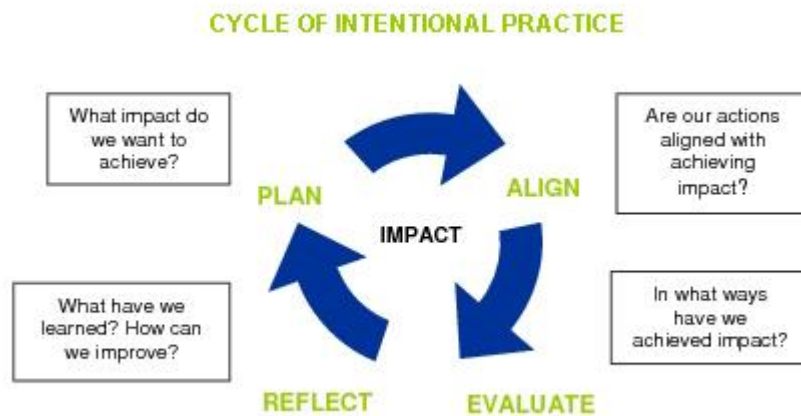 CYCLE OF INTENTIONAL PRACTICE
What impact do
we want to
achieve?
Are our actions
aligned with
achieving
impact?
PLAN
ALIGN
IMPACT
What have we
learned? How can
we improve?
In what ways
have we
achieved impact?
REFLECT
EVALUATE